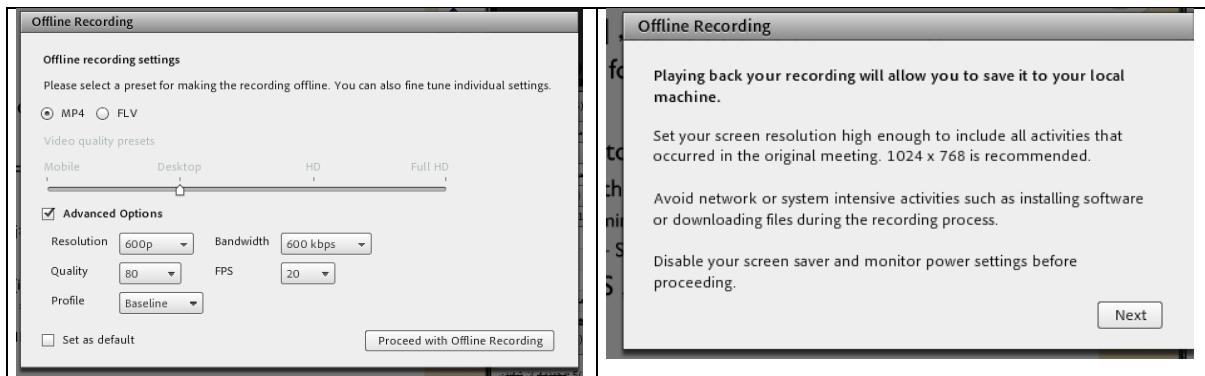 Offline Recording
Offline recording settings
Please select a preset for making the recording offline. You can also fine tune individual settings.
MP4 FLV
Video quality presets
Mobile Desktop HD Full HD
Advanced Options
Resolution 600p Bandwidth 600 kbps
Quality 80 FPS 20
Profile Baseline
Set as default Proceed with Offline Recording
Offline Recording
Playing back your recording will allow you to save it to your local
machine.
Set your screen resolution high enough to include all activities that
occurred in the original meeting. 1024 x 768 is recommended.
Avoid network or system intensive activities such as installing software
or downloading files during the recording process.
Disable your screen saver and monitor power settings before
proceeding.
Next